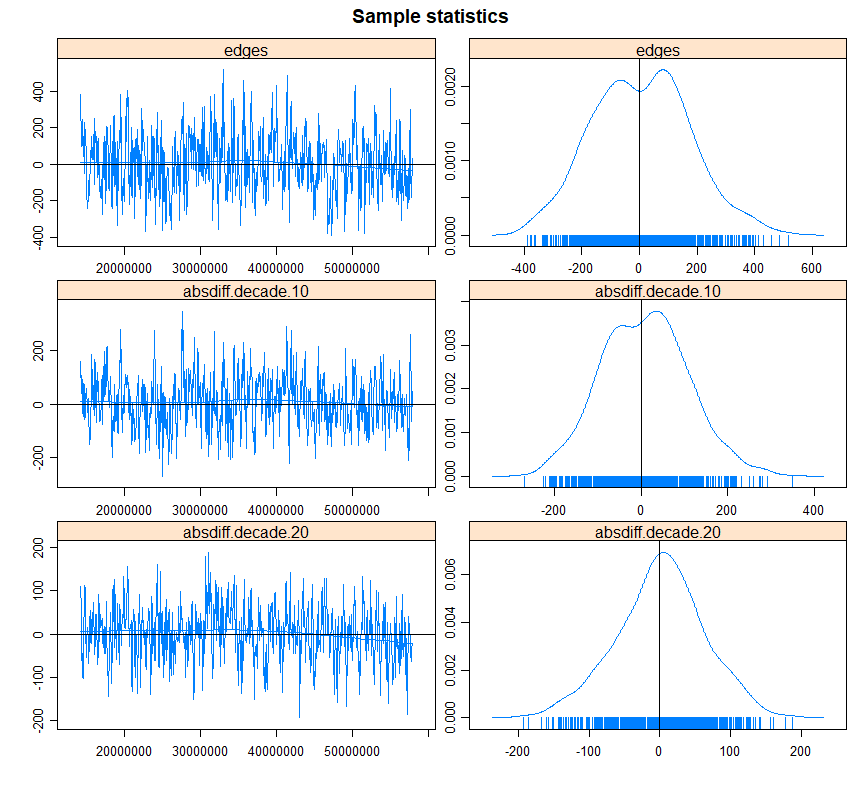 Sample statistics
edges
edges
400
200
0
-200
-400
20000000 30000000 40000000 50000000
0.0020
0.0010
0.0000
-400 -200 0 200 400 600
absdiff.decade.10
absdiff.decade.10
200
0
200
20000000 30000000 40000000 50000000
0.003
0.002
0.001
0.000
-200 0 200 400
absdiff.decade.20
absdiff.decade.20
200
100
0
-100
-200
20000000 30000000 40000000 50000000
0.006
0.004
0.002
0.000
-200 -100 0 100 200